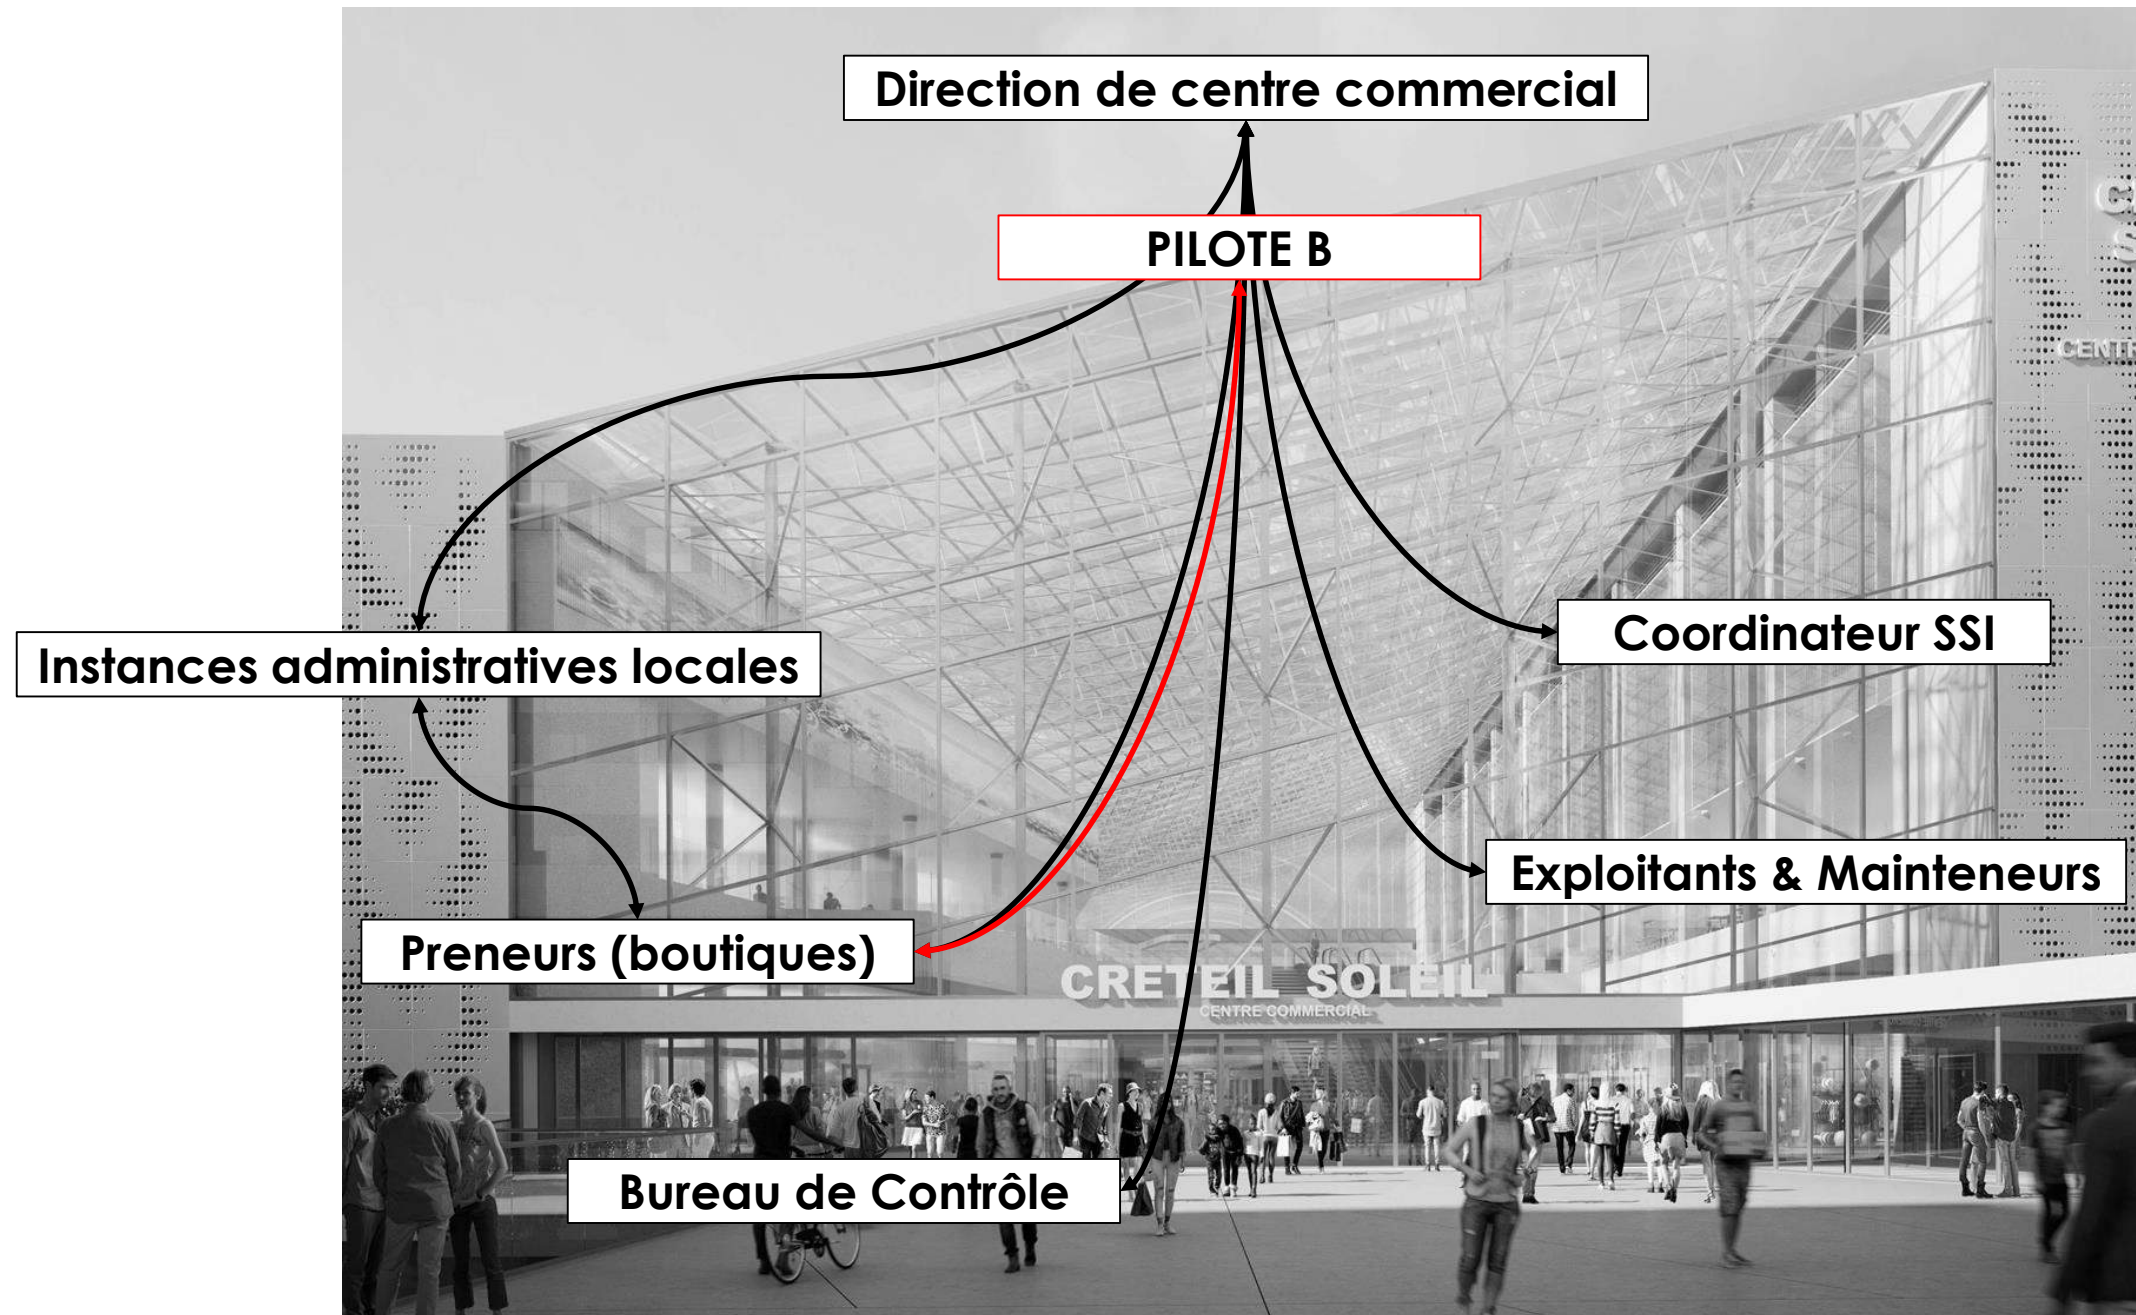 Direction de centre commercial
PILOTE B
Coordinateur SSI
Instances administratives locales
Exploitants & Mainteneurs
Preneurs (boutiques)
CRETEIL SOLEIL
CENTRE COMMERCIAL
Bureau de Contrôle